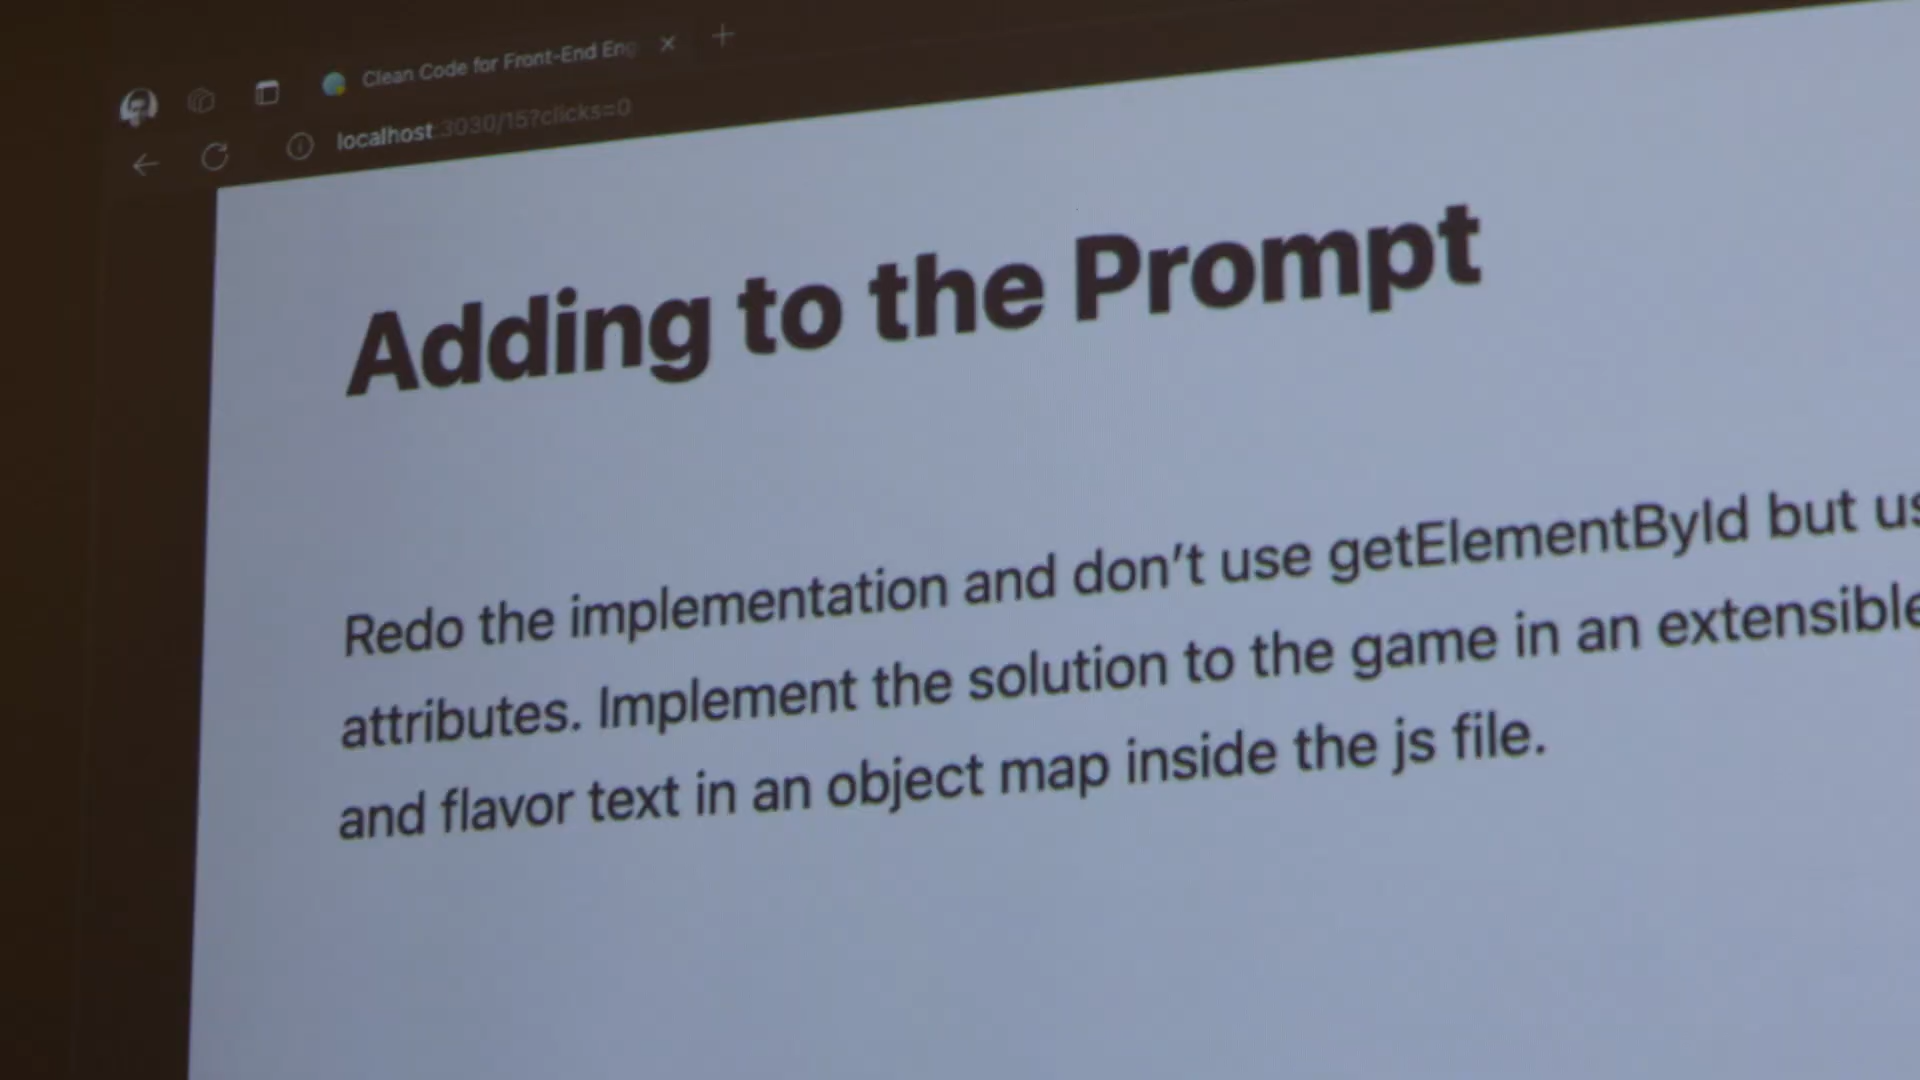 Clean Code for Front-End Eng
localhost:3030/15?clicks=0
Adding to the Prompt
Redo the implementation and don't use getElementById but us
attributes. Implement the solution to the game in an extensible
and flavor text in an object map inside the js file.